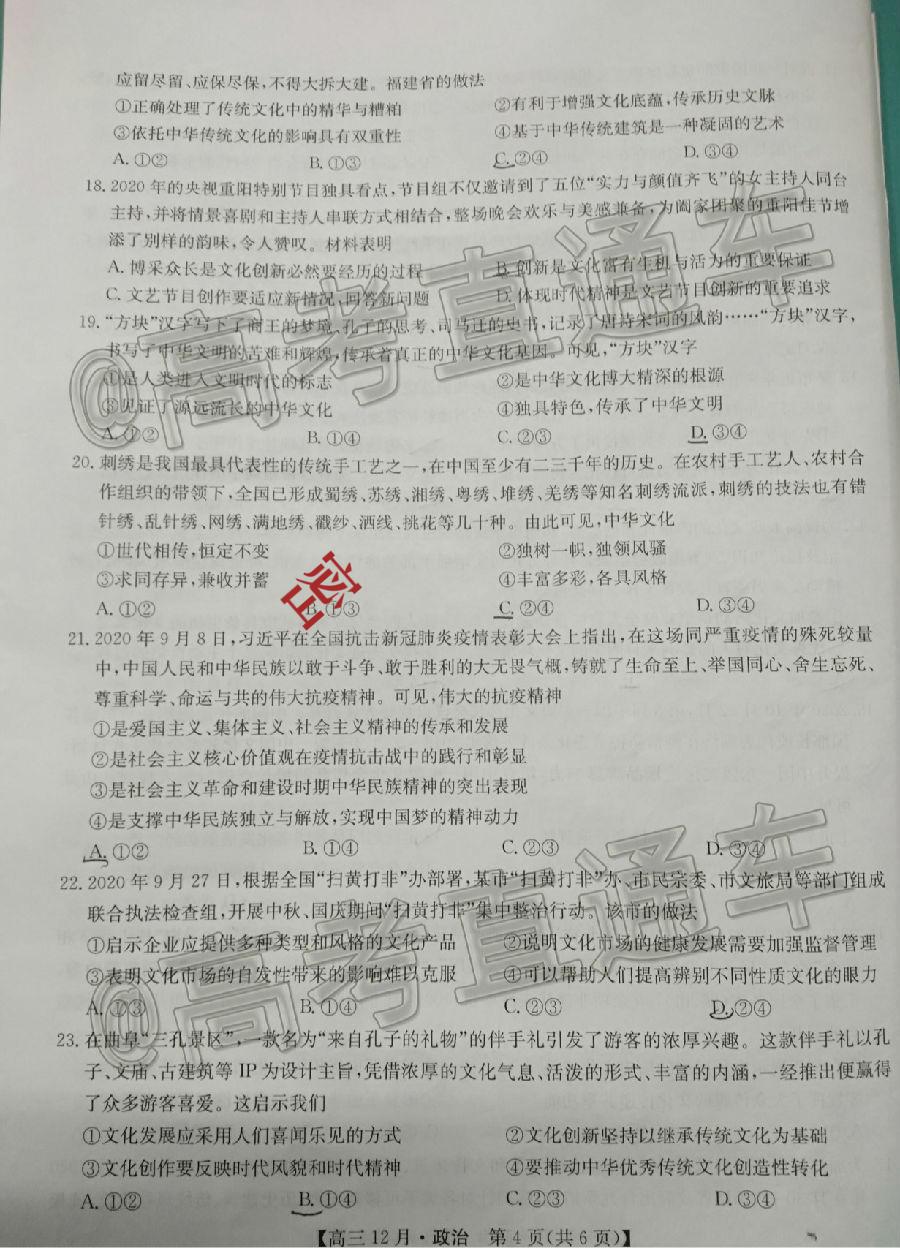 应留尽留、应保尽保,不得大拆大建。福建省的做法
①正确处理了传统文化中的精华与糟粕 ②有利于增强文化底蕴,传承历史文脉
③依托中华传统文化的影响具有双重性 ④基于中华传统建筑是一种凝固的艺术
A.①② B.①③ C.②④ D.③④
18. 2020年的央视重阳特别节目独具看点,节目组不仅邀请到了五位“实力与颜值齐飞”的女主持人同台
主持,并将情景喜剧和主持人串联方式相结合,整场晚会欢乐与美感兼备,为阖家团聚的重阳佳节增
添了别样的韵味,令人赞叹。材料表明
A.博采众长是文化创新必然要经历的过程 B.创新是文化富有生机与活力的重要保证
C.文艺节目创作要适应新情况,回答新问题 D.体现时代精神是文艺节目创新的重要追求
19.“方块”汉字写下了商王的梦境、孔子的思考、司马迁的史书,记录了唐诗宋词的风韵……“方块”汉字,
书写了中华文明的苦难和辉煌,传承着真正的中华文化基因。可见,“方块”汉字
①是人类进入文明时代的标志 ②是中华文化博大精深的根源
③见证了源远流长的中华文化 ④独具特色,传承了中华文明
A.①② B.①④ C.②③ D.③④
20.刺绣是我国最具代表性的传统手工艺之一,在中国至少有二三千年的历史。在农村手工艺人、农村合
作组织的带领下,全国已形成蜀绣、苏绣、湘绣、粤绣、堆绣、羌绣等知名刺绣流派,刺绣的技法也有错
针绣、乱针绣、网绣、满地绣、戳纱、洒线、挑花等几十种。由此可见,中华文化
①世代相传,恒定不变 ②独树一帜,独领风骚
③求同存异,兼收并蓄 ④丰富多彩,各具风格
A.①② B.①③ C.②④ D.③④
密
21. 2020年9月8日,习近平在全国抗击新冠肺炎疫情表彰大会上指出,在这场同严重疫情的殊死较量
中,中国人民和中华民族以敢于斗争、敢于胜利的大无畏气概,铸就了生命至上、举国同心、舍生忘死、
尊重科学、命运与共的伟大抗疫精神。可见,伟大的抗疫精神
①是爱国主义、集体主义、社会主义精神的传承和发展
②是社会主义核心价值观在疫情抗击战中的践行和彰显
③是社会主义革命和建设时期中华民族精神的突出表现
④是支撑中华民族独立与解放,实现中国梦的精神动力
A.①② B.①④ C.②③ D.③④
22. 2020年9月27日,根据全国“扫黄打非”办部署,某市“扫黄打非”办、市民宗委、市文旅局等部门组成
联合执法检查组,开展中秋、国庆期间“扫黄打非”集中整治行动。该市的做法
①启示企业应提供多种类型和风格的文化产品 ②说明文化市场的健康发展需要加强监督管理
③表明文化市场的自发性带来的影响难以克服 ④可以帮助人们提高辨别不同性质文化的眼力
A.①③ B.①④ C.②③ D.②④
23.在曲阜“三孔景区”,一款名为“来自孔子的礼物”的伴手礼引发了游客的浓厚兴趣。这款伴手礼以孔
子、文庙、古建筑等IP为设计主旨,凭借浓厚的文化气息、活泼的形式、丰富的内涵,一经推出便赢得
了众多游客喜爱。这启示我们
①文化发展应采用人们喜闻乐见的方式 ②文化创新坚持以继承传统文化为基础
③文化创作要反映时代风貌和时代精神 ④要推动中华优秀传统文化创造性转化
A.①② B.①④ C.②③ D.③④
【高三12月·政治 第4页(共6页)】
@高考直通车
@高考直通车